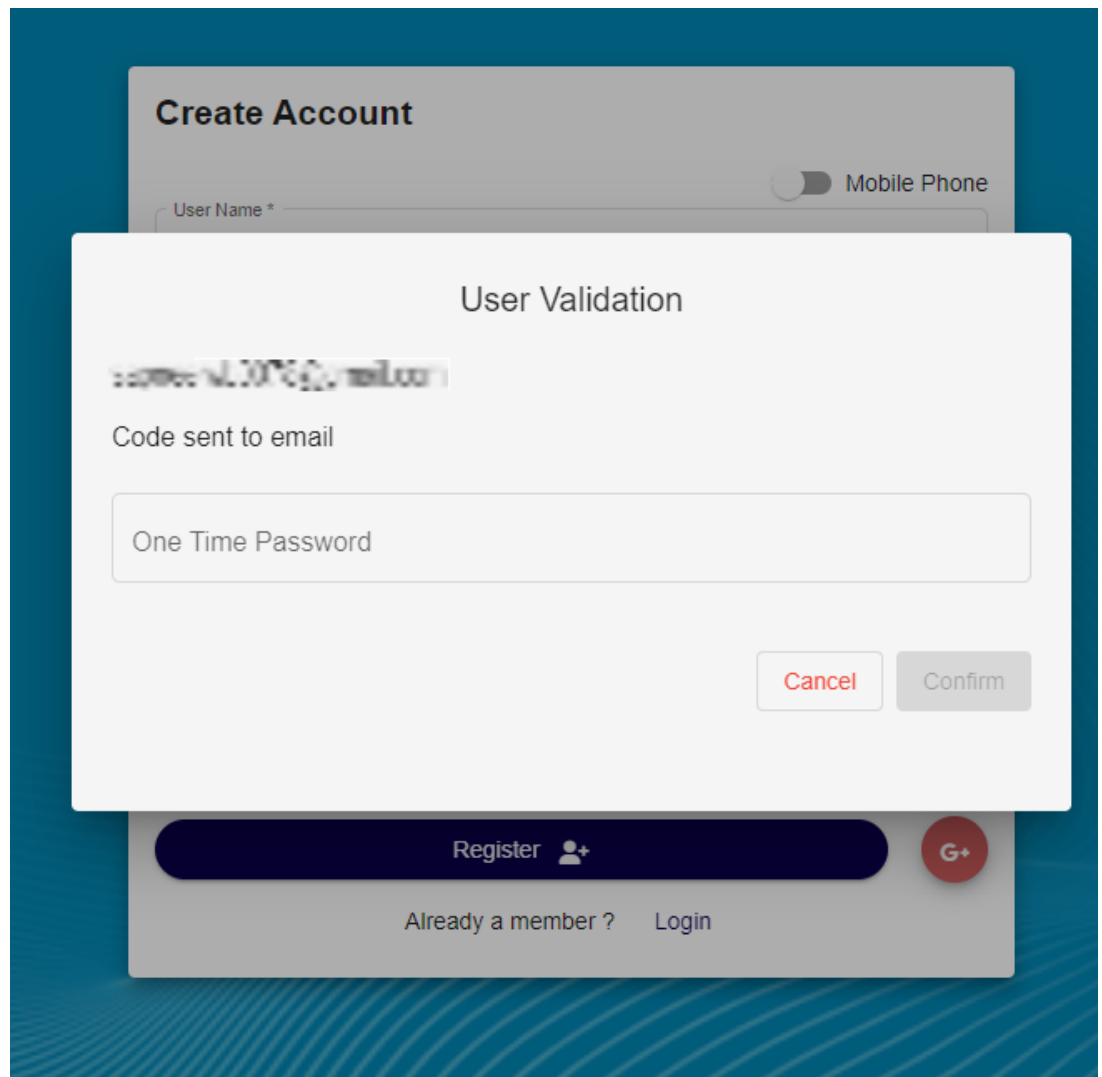 Create Account
Mobile Phone
User Name *
User Validation
Code sent to email
One Time Password
Cancel
Confirm
Register
G+
Already a member ? Login